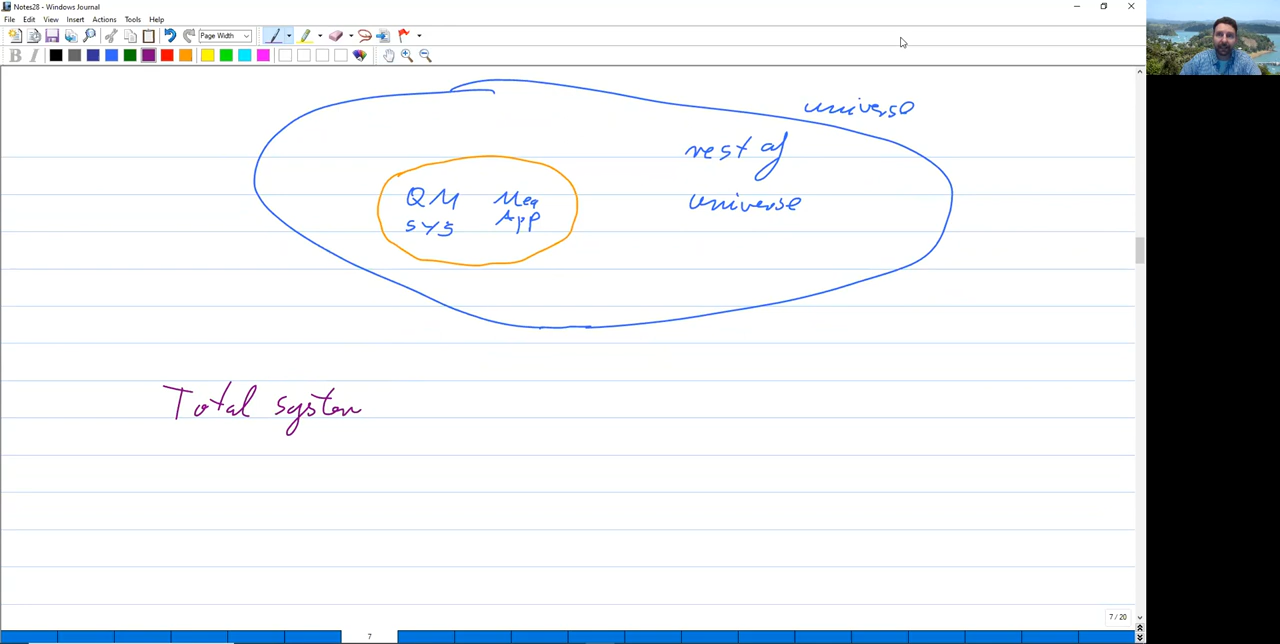 Notes28 - Windows Journal
File Edit View Insert Actions Tools Help
Page Width
B I
universe
rest of
universe
QM Mea
sys App
Total system
7 / 20
7